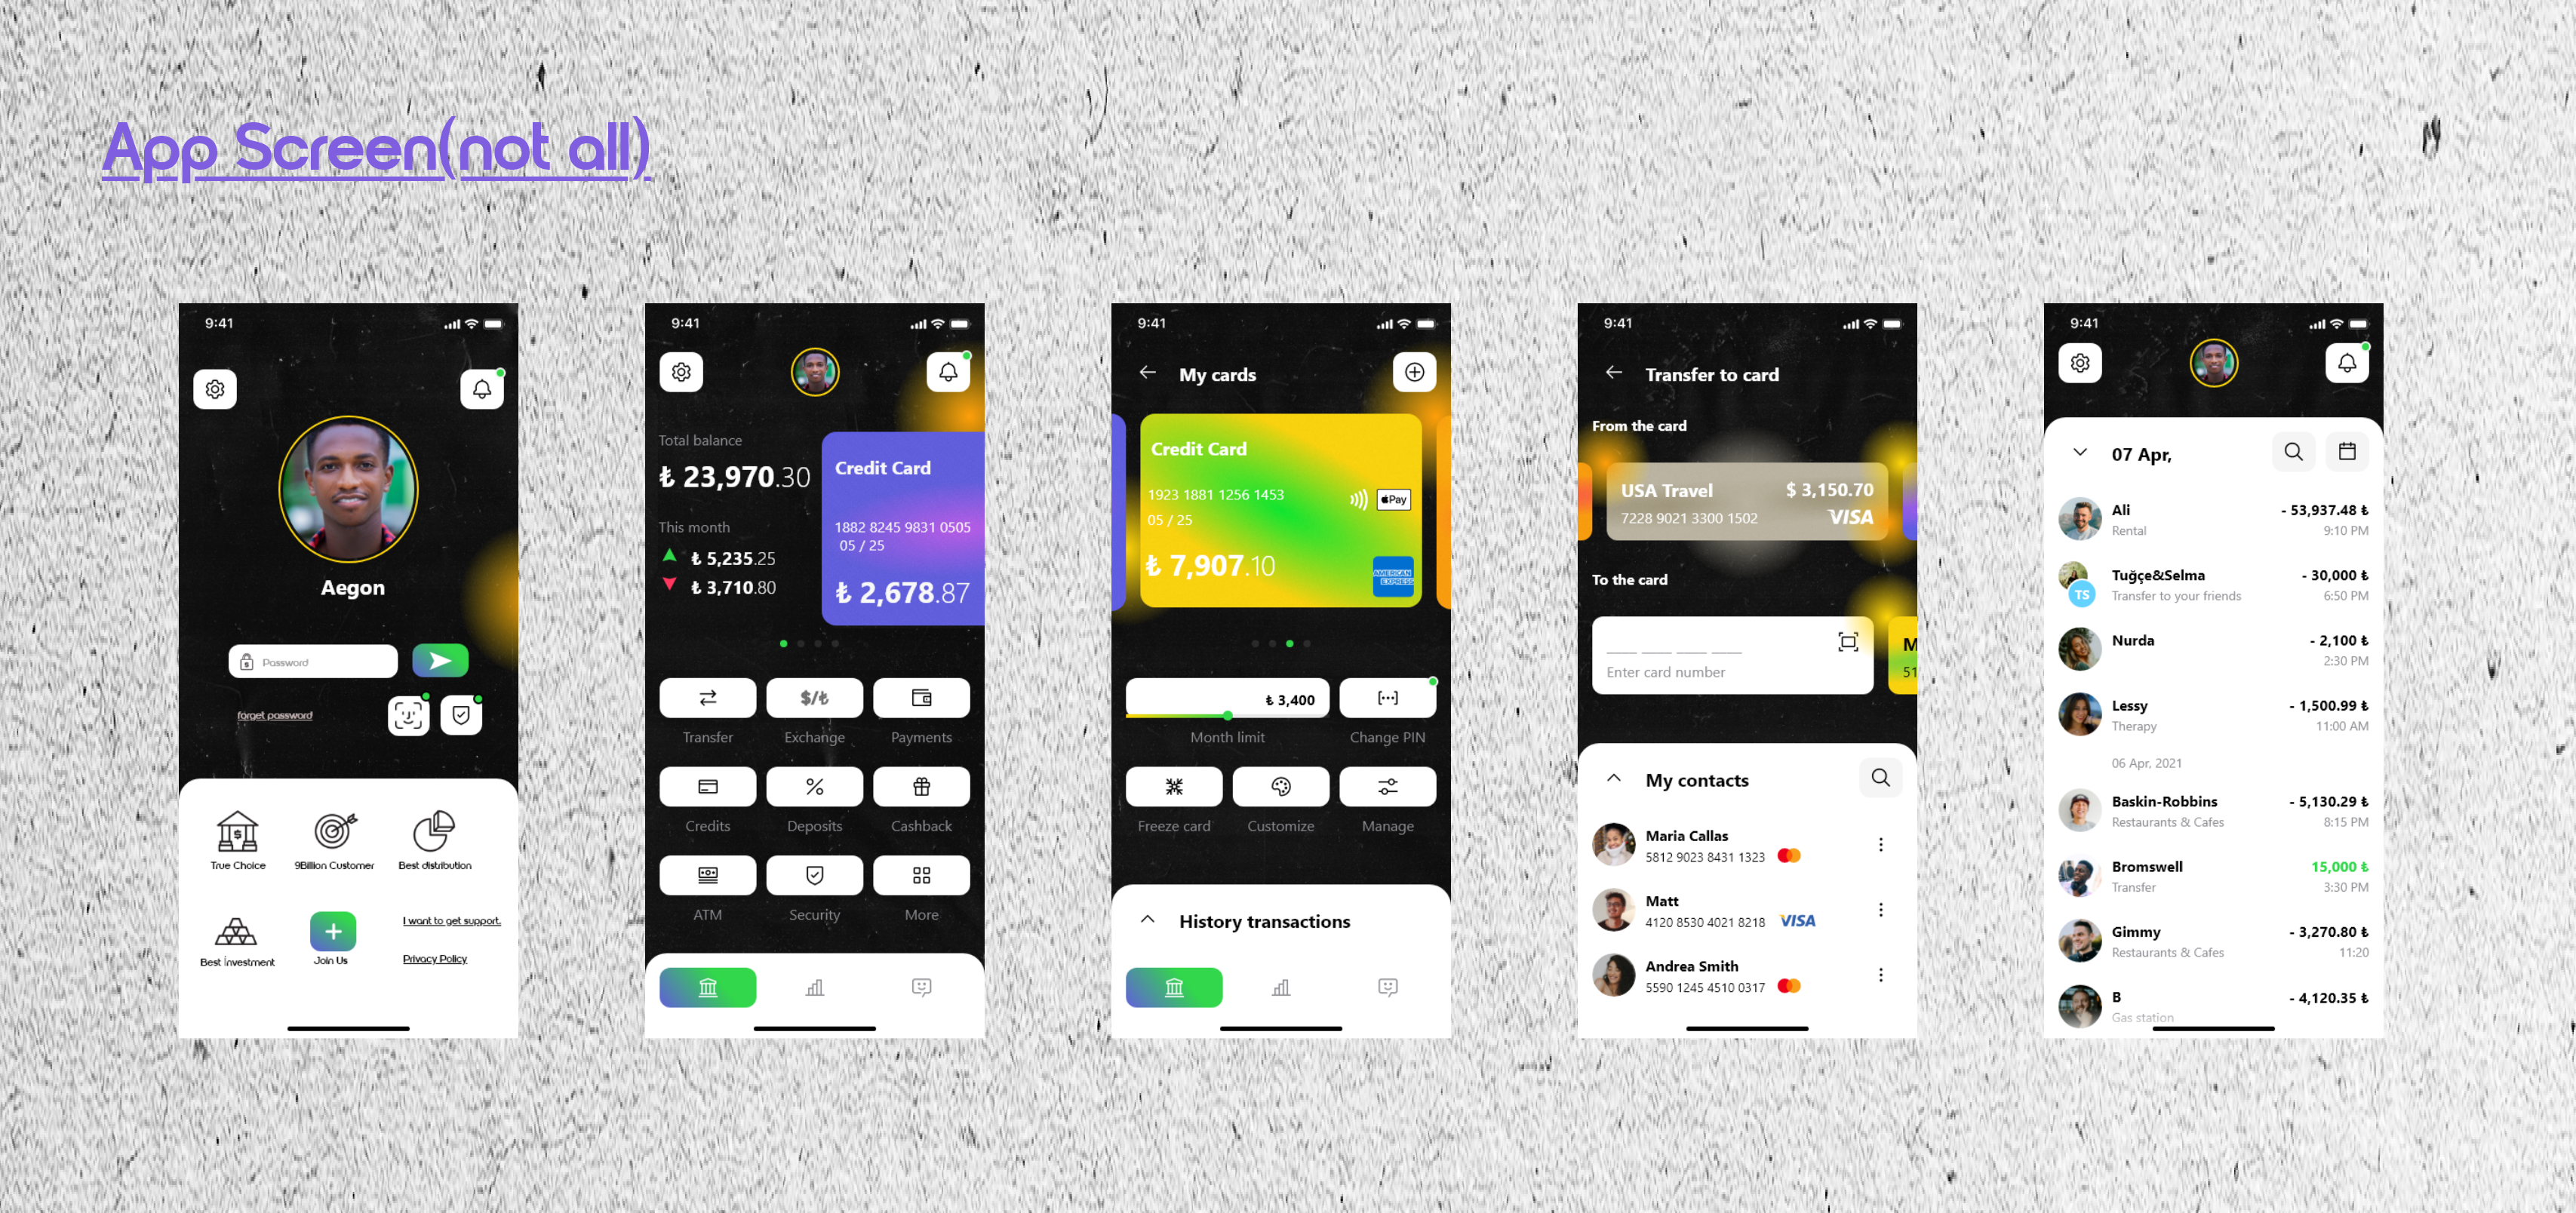 App Screen(not all)
9:41
Aegon
Password
forget password
True Choice
9Billion Customer
Best distribution
Best İnvestment
Join Us
I want to get support.
Privacy Policy
9:41
Total balance
₺ 23,970.30
This month
₺ 5,235.25
₺ 3,710.80
Credit Card
1882 8245 9831 0505
05 / 25
₺ 2,678.87
$/₺
Transfer
Exchange
Payments
Credits
Deposits
Cashback
ATM
Security
More
9:41
My cards
Credit Card
1923 1881 1256 1453
Pay
05 / 25
₺ 7,907.10
AMERICAN
EXPRESS
₺ 3,400
Month limit
Change PIN
Freeze card
Customize
Manage
History transactions
9:41
Transfer to card
From the card
USA Travel
$ 3,150.70
7228 9021 3300 1502
VISA
To the card
Enter card number
M
51
My contacts
Maria Callas
5812 9023 8431 1323
Matt
4120 8530 4021 8218 VISA
Andrea Smith
5590 1245 4510 0317
9:41
07 Apr,
Ali
- 53,937.48 ₺
Rental
9:10 PM
TS
Tuğçe&Selma
- 30,000 ₺
Transfer to your friends
6:50 PM
Nurda
- 2,100 ₺
2:30 PM
Lessy
- 1,500.99 ₺
Therapy
11:00 AM
06 Apr, 2021
Baskin-Robbins
- 5,130.29 ₺
Restaurants & Cafes
8:15 PM
Bromswell
15,000 ₺
Transfer
3:30 PM
Gimmy
- 3,270.80 ₺
Restaurants & Cafes
11:20
B
- 4,120.35 ₺
Gas station